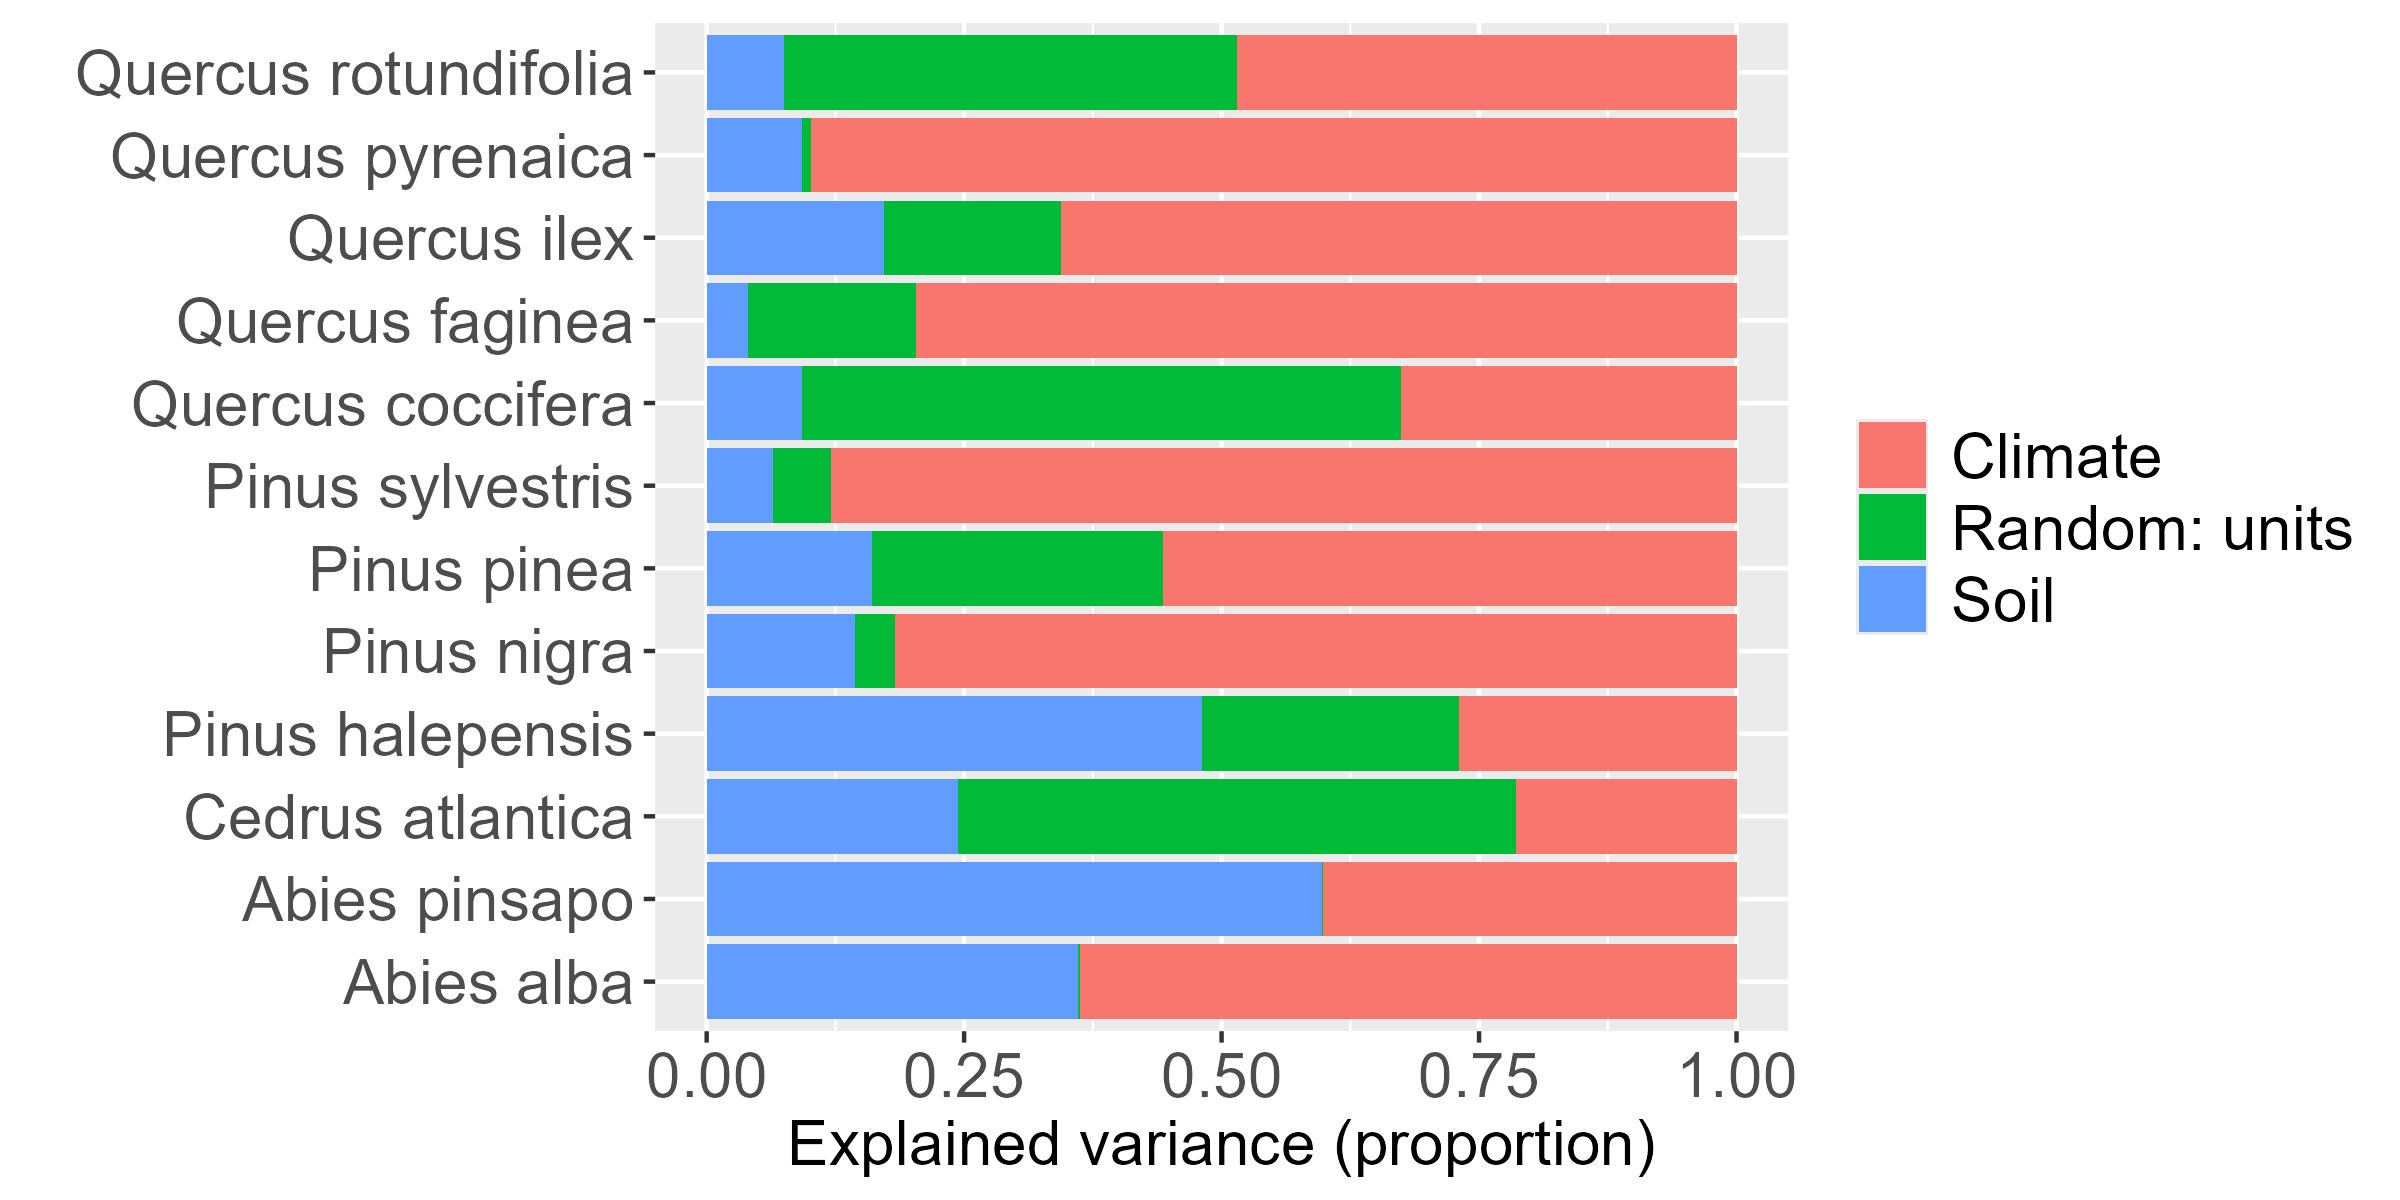 Quercus rotundifolia
Quercus pyrenaica
Quercus ilex
Quercus faginea
Quercus coccifera
Pinus sylvestris
Pinus pinea
Pinus nigra
Pinus halepensis
Cedrus atlantica
Abies pinsapo
Abies alba
0.00 0.25 0.50 0.75 1.00
Explained variance (proportion)
Climate
Random: units
Soil